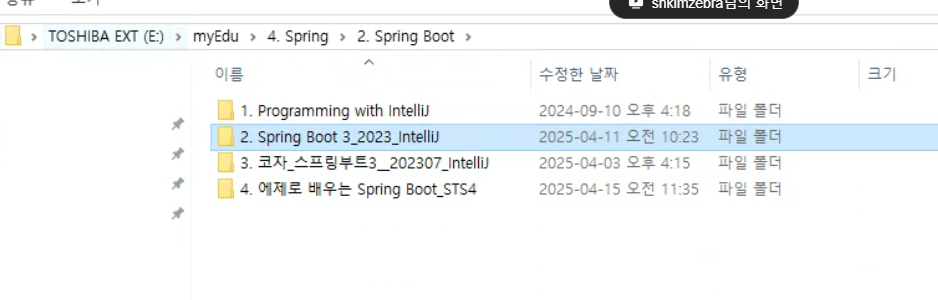 shkimzebra님의 화면
TOSHIBA EXT (E:) > myEdu > 4. Spring > 2. Spring Boot >
이름 수정한 날짜 유형 크기
1. Programming with IntelliJ 2024-09-10 오후 4:18 파일 폴더
2. Spring Boot 3_2023_IntelliJ 2025-04-11 오전 10:23 파일 폴더
3. 코자_스프링부트3__202307_IntelliJ 2025-04-03 오후 4:15 파일 폴더
4. 에제로 배우는 Spring Boot_STS4 2025-04-15 오전 11:35 파일 폴더